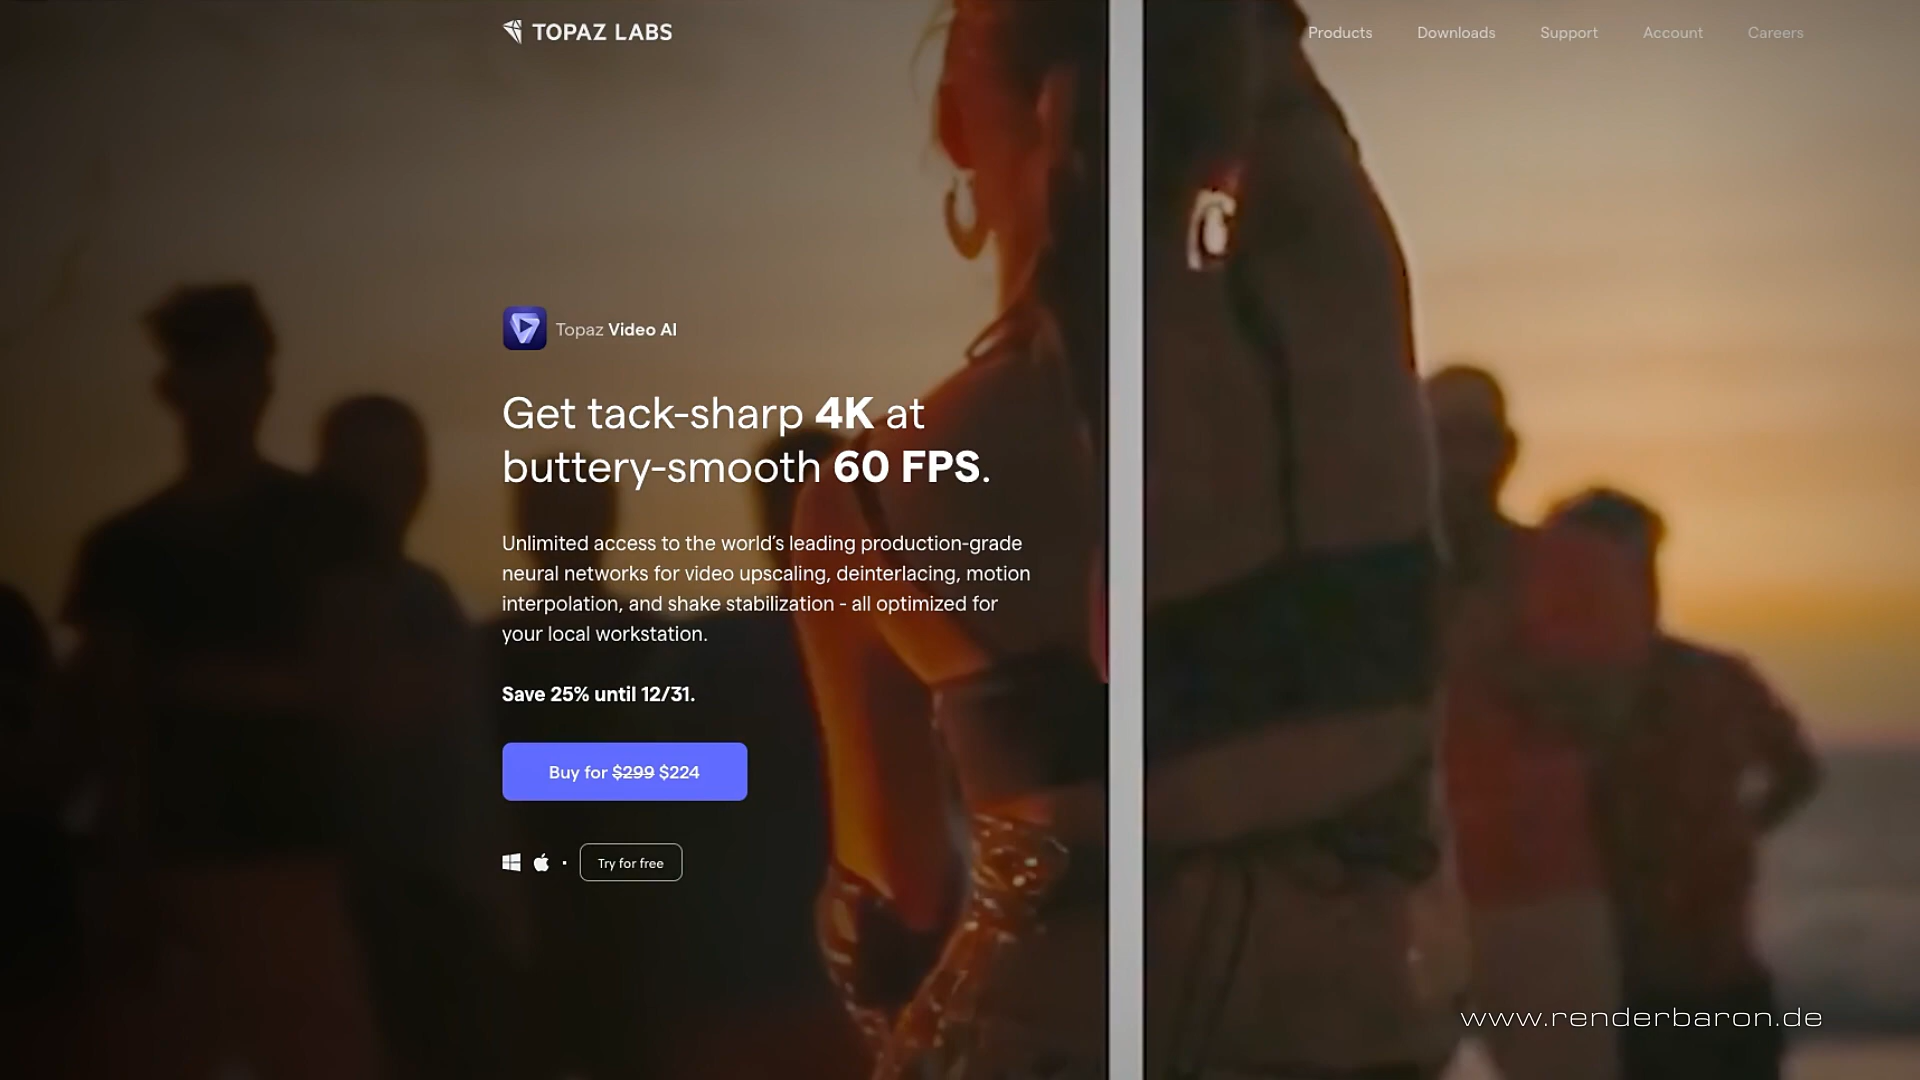 TOPAZ LABS
Products Downloads Support Account Careers
Topaz Video AI
Get tack-sharp 4K at
buttery-smooth 60 FPS.
Unlimited access to the world's leading production-grade
neural networks for video upscaling, deinterlacing, motion
interpolation, and shake stabilization - all optimized for
your local workstation.
Save 25% until 12/31.
Buy for $299 $224
Try for free
www.renderbaron.de